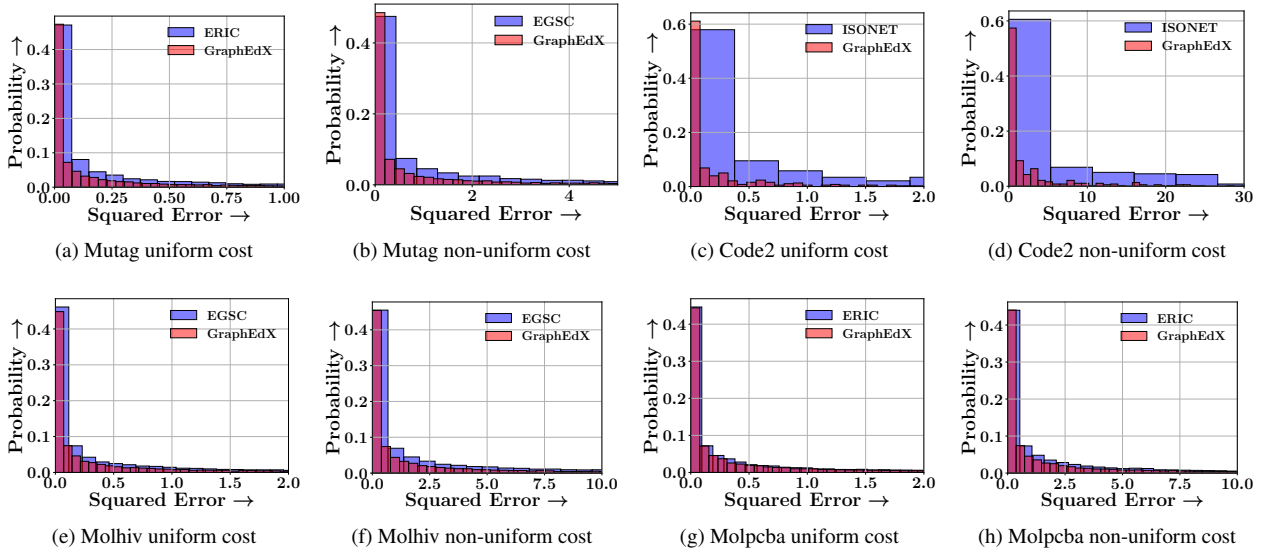 ERIC
GraphEdX
Probability →
0.4
0.3
0.2
0.1
0.0
0.00 0.25 0.50 0.75 1.00
Squared Error →
(a) Mutag uniform cost
EGSC
GraphEdX
Probability →
0.4
0.2
0.0
0 2 4
Squared Error →
(b) Mutag non-uniform cost
ISONET
GraphEdX
Probability →
0.6
0.4
0.2
0.0
0.0 0.5 1.0 1.5 2.0
Squared Error →
(c) Code2 uniform cost
ISONET
GraphEdX
Probability →
0.6
0.4
0.2
0.0
0 10 20 30
Squared Error →
(d) Code2 non-uniform cost
EGSC
GraphEdX
Probability →
0.4
0.3
0.2
0.1
0.0
0.0 0.5 1.0 1.5 2.0
Squared Error →
(e) Molhiv uniform cost
EGSC
GraphEdX
Probability →
0.4
0.3
0.2
0.1
0.0
0.0 2.5 5.0 7.5 10.0
Squared Error →
(f) Molhiv non-uniform cost
ERIC
GraphEdX
Probability →
0.4
0.3
0.2
0.1
0.0
0.0 0.5 1.0 1.5 2.0
Squared Error →
(g) Molpcba uniform cost
ERIC
GraphEdX
Probability →
0.4
0.3
0.2
0.1
0.0
0.0 2.5 5.0 7.5 10.0
Squared Error →
(h) Molpcba non-uniform cost